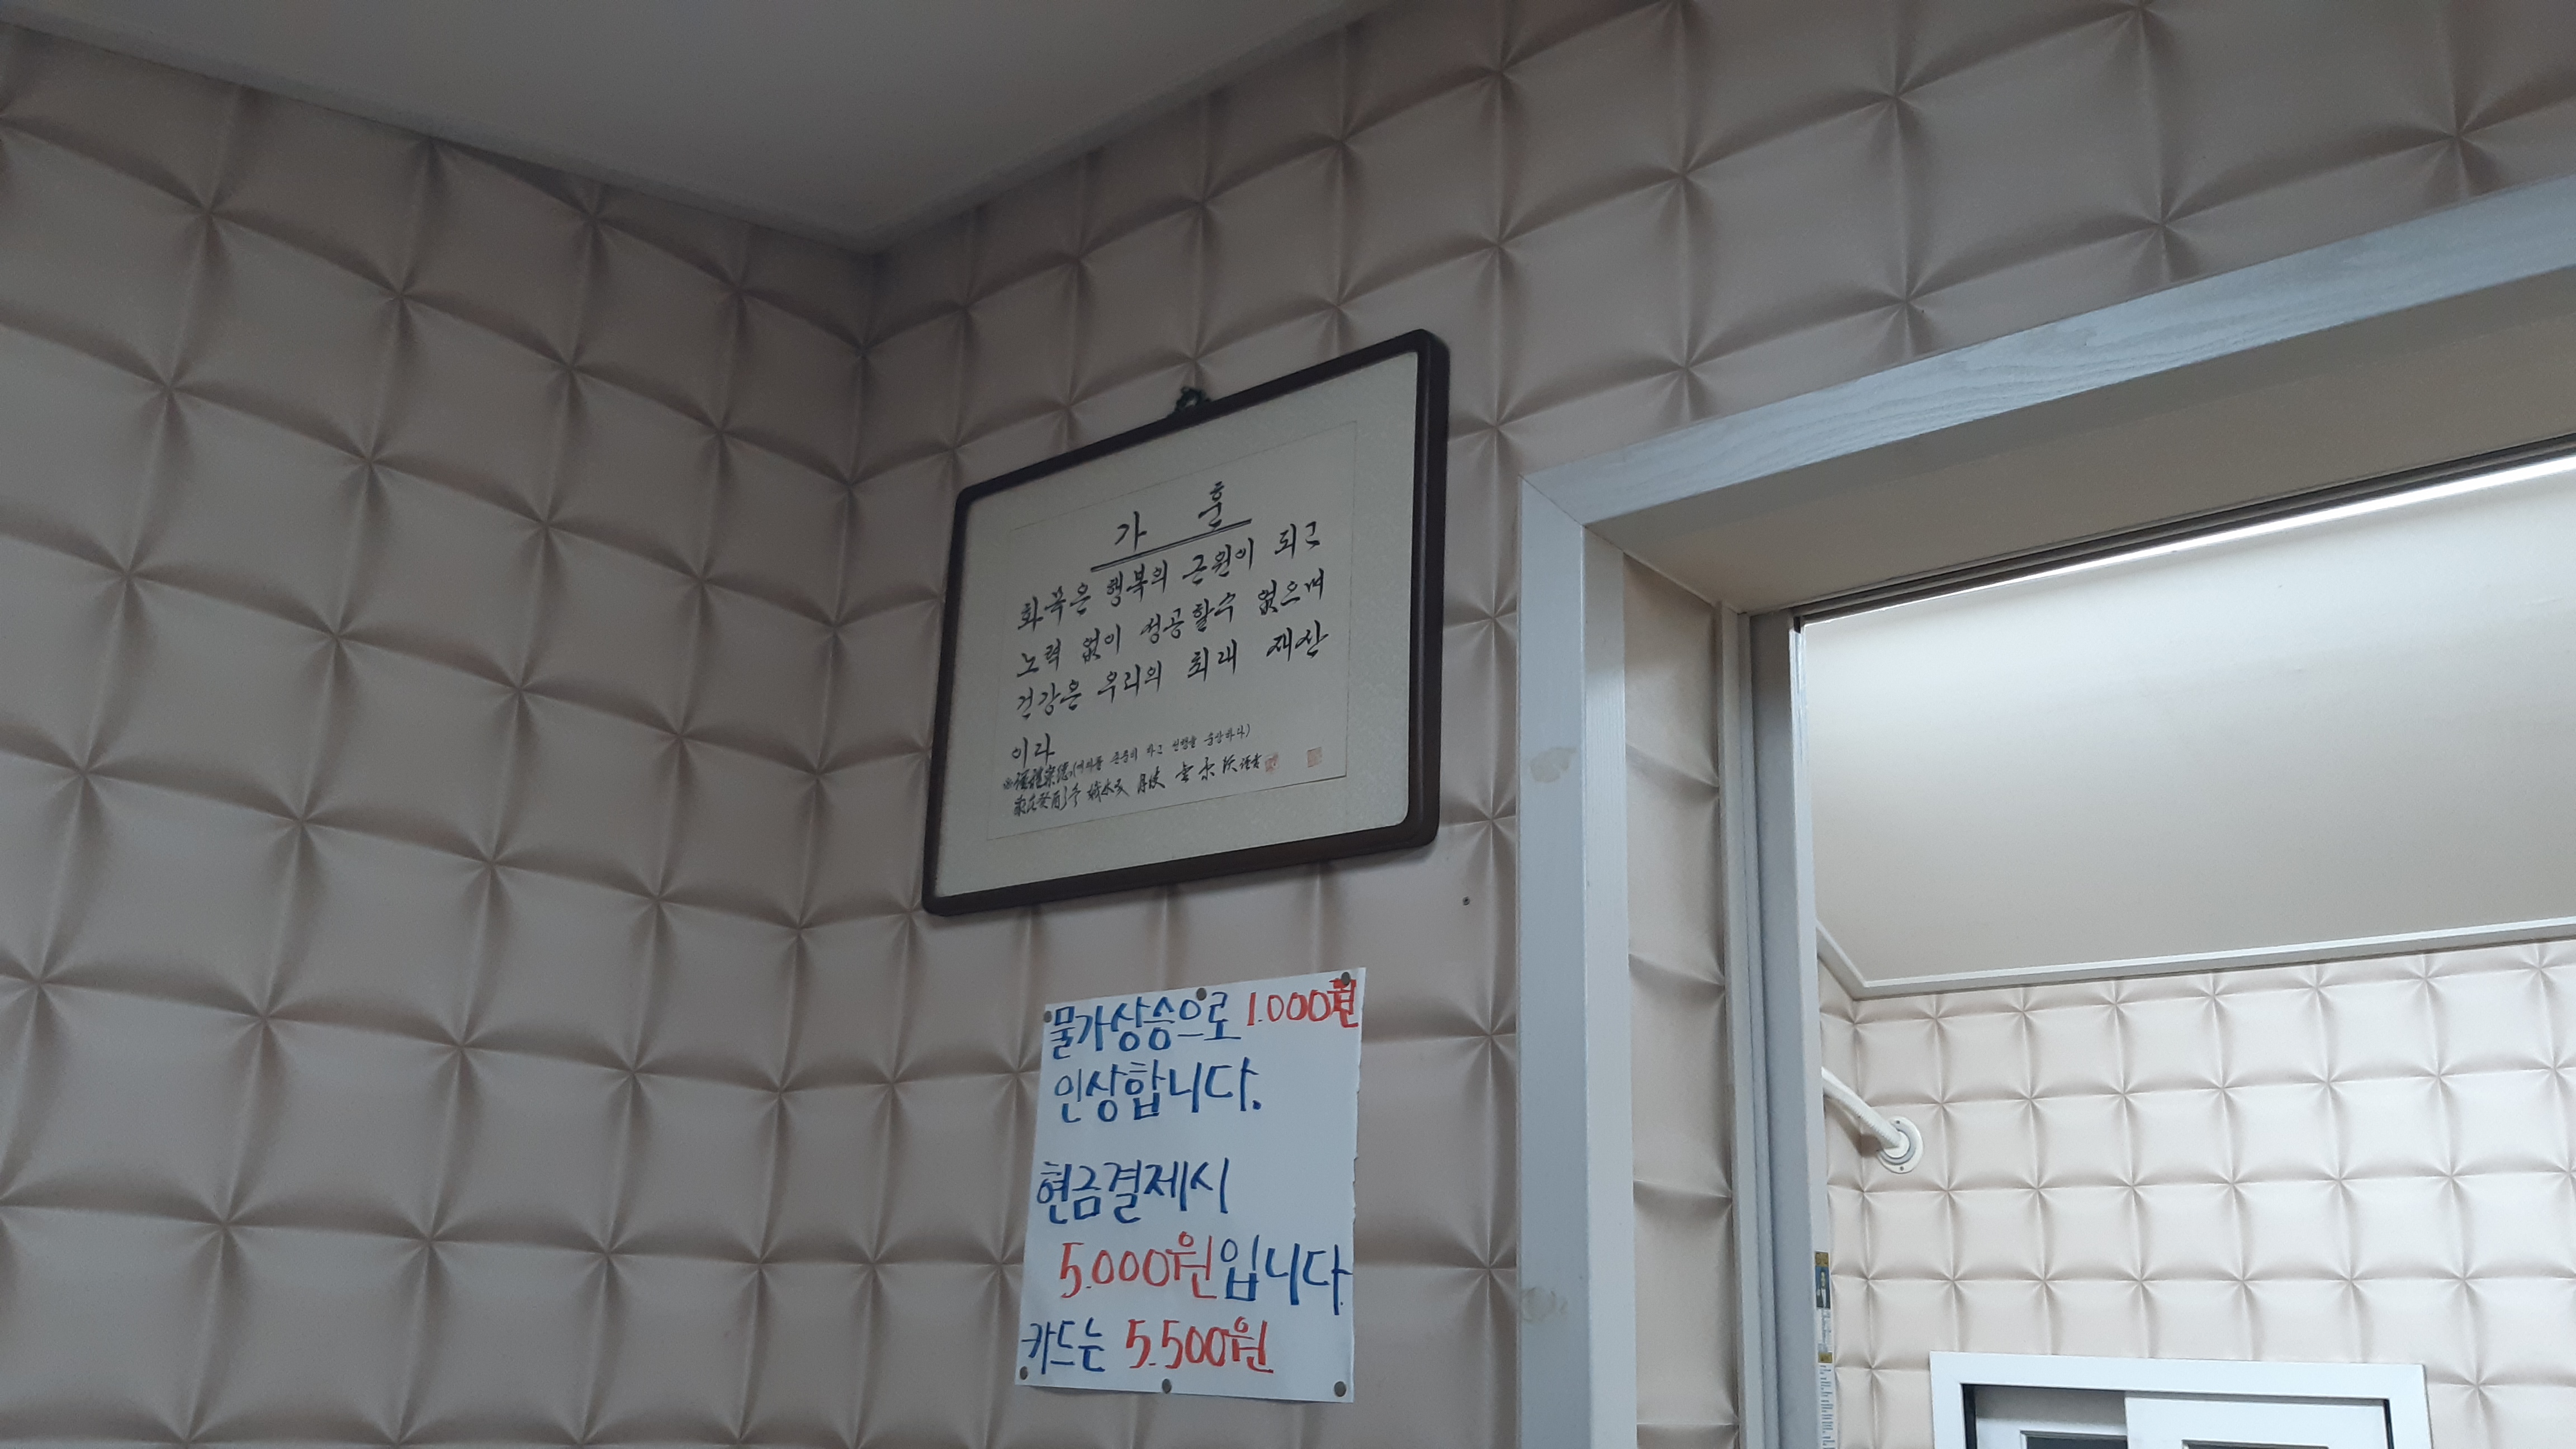 가 훈
화목은 행복의 근원이 되고
노력 없이 성공할수 없으며
건강은 우리의 최대 재산
이라
물가상승으로 1.000원
인상합니다.
현금결제시
5.000원입니다
카드는 5.500원